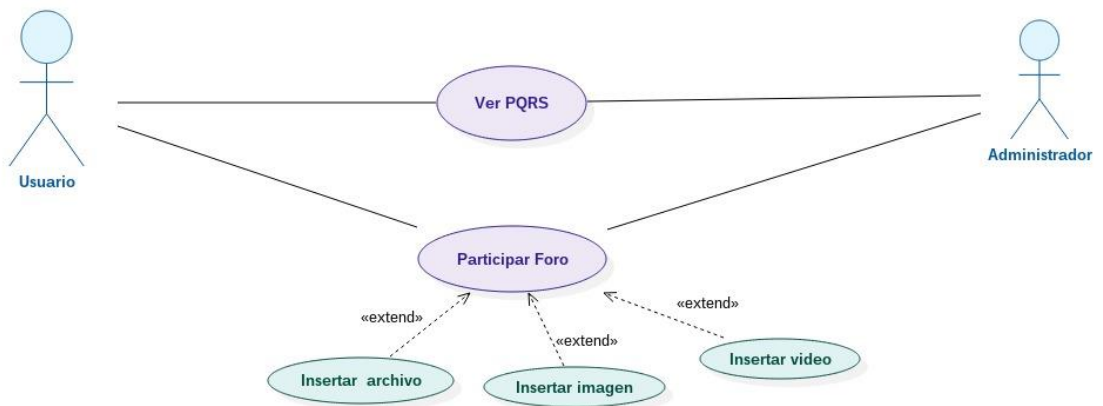 Ver PQRS
Usuario
Administrador
Participar Foro
«extend»
«extend»
«extend»
Insertar archivo
Insertar imagen
Insertar video